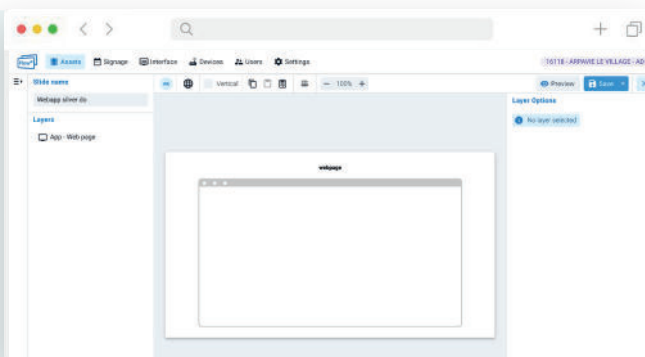 Assets Signage Interface Devices Users Settings 16118 - ARPAVIE LE VILLAGE - AD
Slide name Vertical 100% Preview Save
Webapp silver do Layer Options
Layers No layer selected
App - Web page
webpage